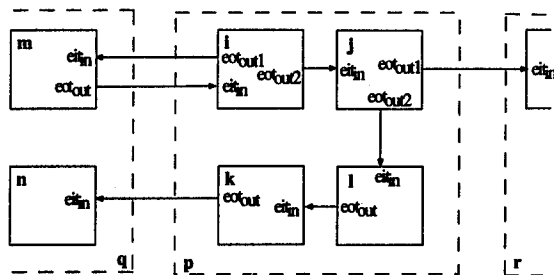 m
i
j
eit_in
eot_out1
eot_out1
eit_in
eot_out2
eit_in
eot_out
eit_in
eot_out2
n
k
l
eit_in
eit_in
eot_out
eit_in
eot_out
q
p
r